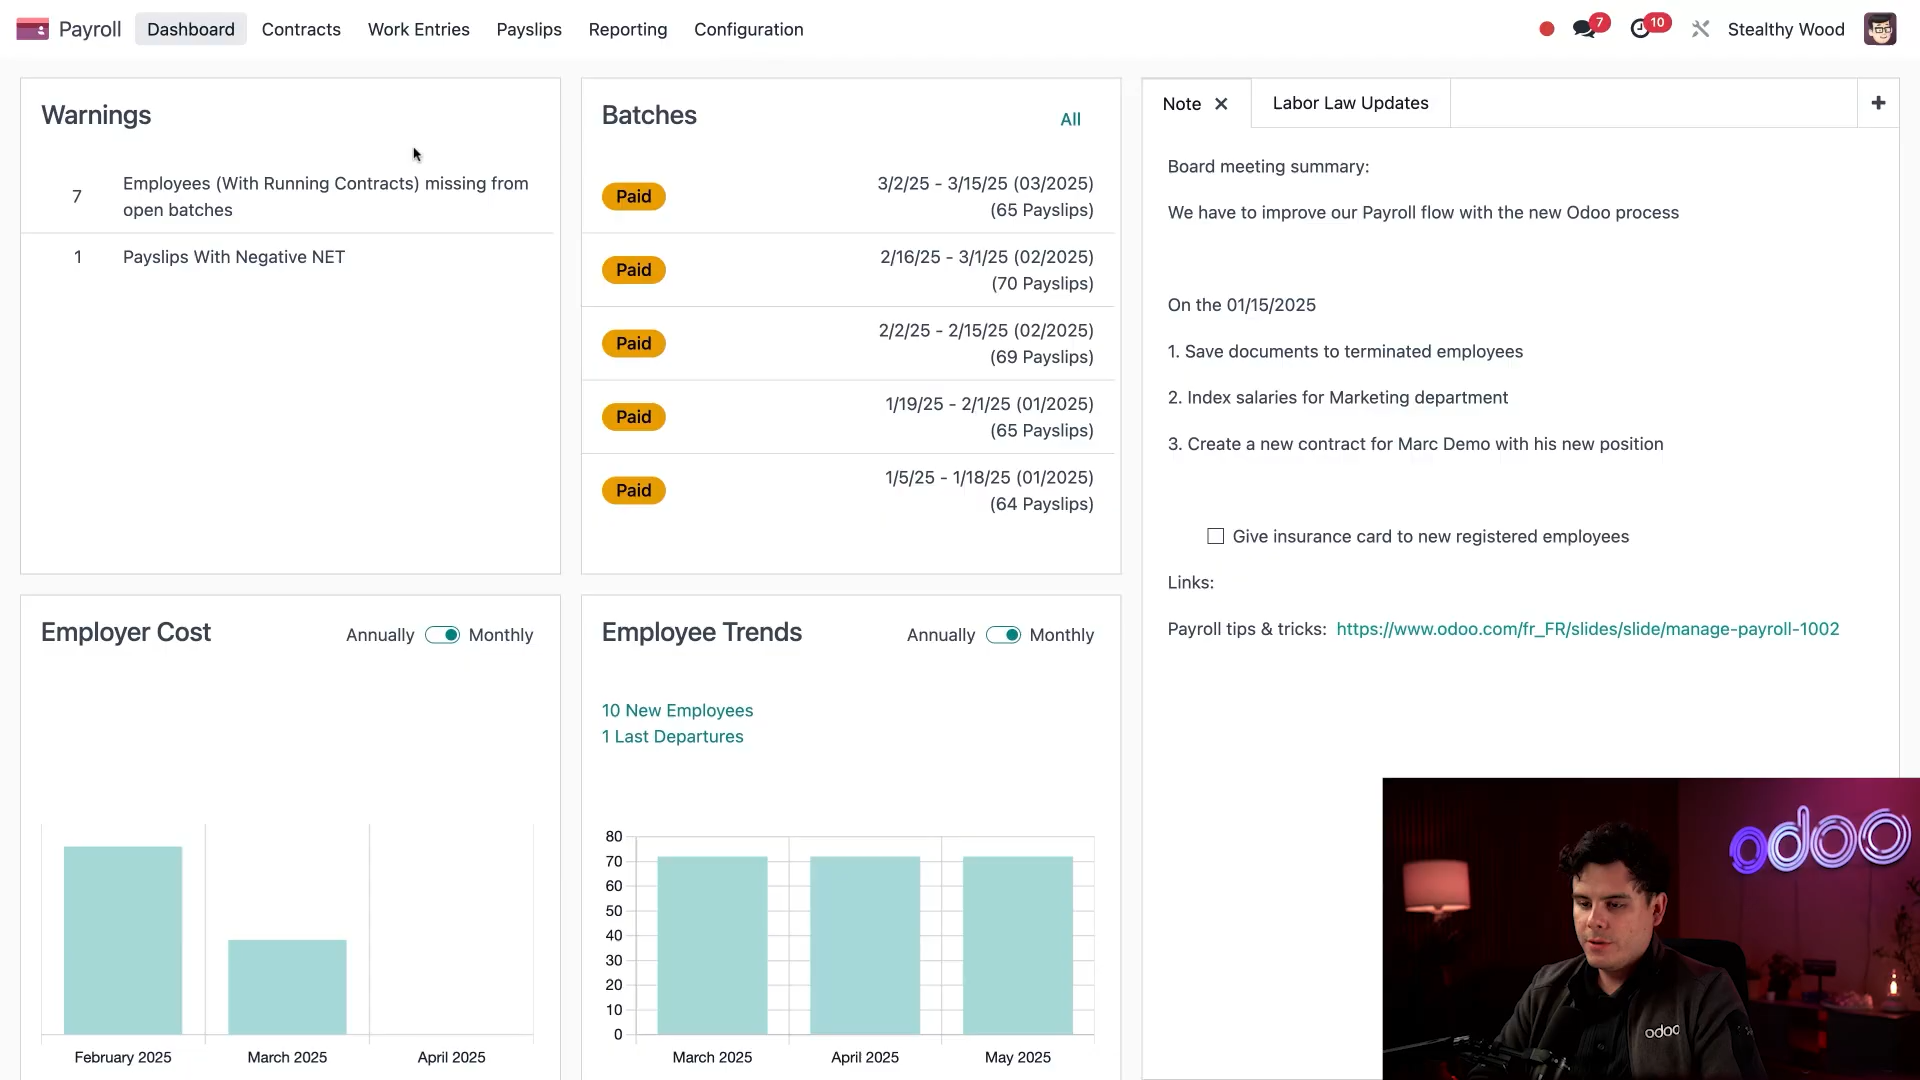 Payroll
Dashboard
Contracts
Work Entries
Payslips
Reporting
Configuration
7
10
Stealthy Wood
Warnings
7
Employees (With Running Contracts) missing from
open batches
1
Payslips With Negative NET
Batches
All
Paid
3/2/25 - 3/15/25 (03/2025)
(65 Payslips)
Paid
2/16/25 - 3/1/25 (02/2025)
(70 Payslips)
Paid
2/2/25 - 2/15/25 (02/2025)
(69 Payslips)
Paid
1/19/25 - 2/1/25 (01/2025)
(65 Payslips)
Paid
1/5/25 - 1/18/25 (01/2025)
(64 Payslips)
Note
Labor Law Updates
Board meeting summary:
We have to improve our Payroll flow with the new Odoo process
On the 01/15/2025
1. Save documents to terminated employees
2. Index salaries for Marketing department
3. Create a new contract for Marc Demo with his new position
Give insurance card to new registered employees
Links:
Payroll tips & tricks: https://www.odoo.com/fr_FR/slides/slide/manage-payroll-1002
Employer Cost
Annually
Monthly
February 2025
March 2025
April 2025
Employee Trends
Annually
Monthly
10 New Employees
1 Last Departures
80
70
60
50
40
30
20
10
0
March 2025
April 2025
May 2025
odoo
odoo